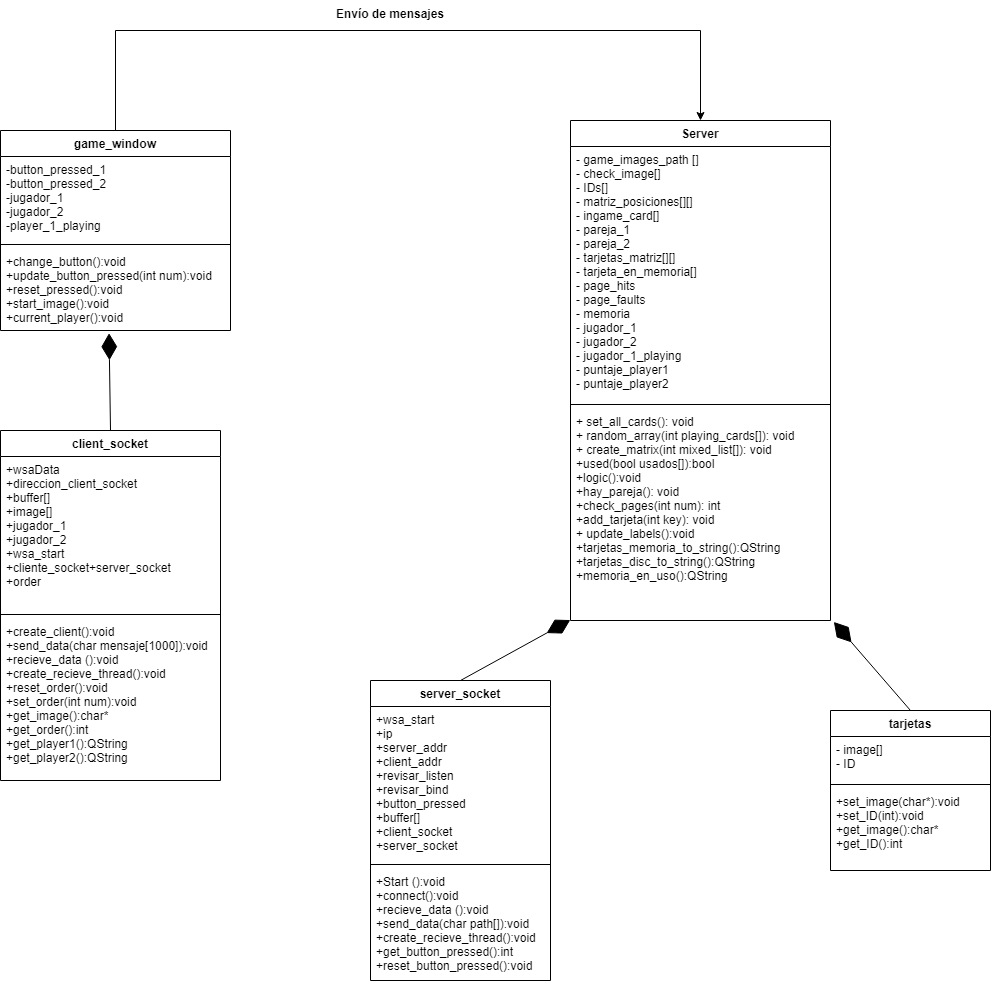 Envío de mensajes
game_window
-button_pressed_1
-button_pressed_2
-jugador_1
-jugador_2
-player_1_playing
+change_button():void
+update_button_pressed(int num):void
+reset_pressed():void
+start_image():void
+current_player():void
client_socket
+wsaData
+direccion_client_socket
+buffer[]
+image[]
+jugador_1
+jugador_2
+wsa_start
+cliente_socket+server_socket
+order
+create_client():void
+send_data(char mensaje[1000]):void
+recieve_data ():void
+create_recieve_thread():void
+reset_order():void
+set_order(int num):void
+get_image():char*
+get_order():int
+get_player1():QString
+get_player2():QString
Server
- game_images_path []
- check_image[]
- IDs[]
- matriz_posiciones[][]
- ingame_card[]
- pareja_1
- pareja_2
- tarjetas_matriz[][]
- tarjeta_en_memoria[]
- page_hits
- page_faults
- memoria
- jugador_1
- jugador_2
- jugador_1_playing
- puntaje_player1
- puntaje_player2
+ set_all_cards(): void
+ random_array(int playing_cards[]): void
+ create_matrix(int mixed_list[]): void
+used(bool usados[]):bool
+logic():void
+hay_pareja(): void
+check_pages(int num): int
+add_tarjeta(int key): void
+ update_labels():void
+tarjetas_memoria_to_string():QString
+tarjetas_disc_to_string():QString
+memoria_en_uso():QString
server_socket
+wsa_start
+ip
+server_addr
+client_addr
+revisar_listen
+revisar_bind
+button_pressed
+buffer[]
+client_socket
+server_socket
+Start ():void
+connect():void
+recieve_data ():void
+send_data(char path[]):void
+create_recieve_thread():void
+get_button_pressed():int
+reset_button_pressed():void
tarjetas
- image[]
- ID
+set_image(char*):void
+set_ID(int):void
+get_image():char*
+get_ID():int